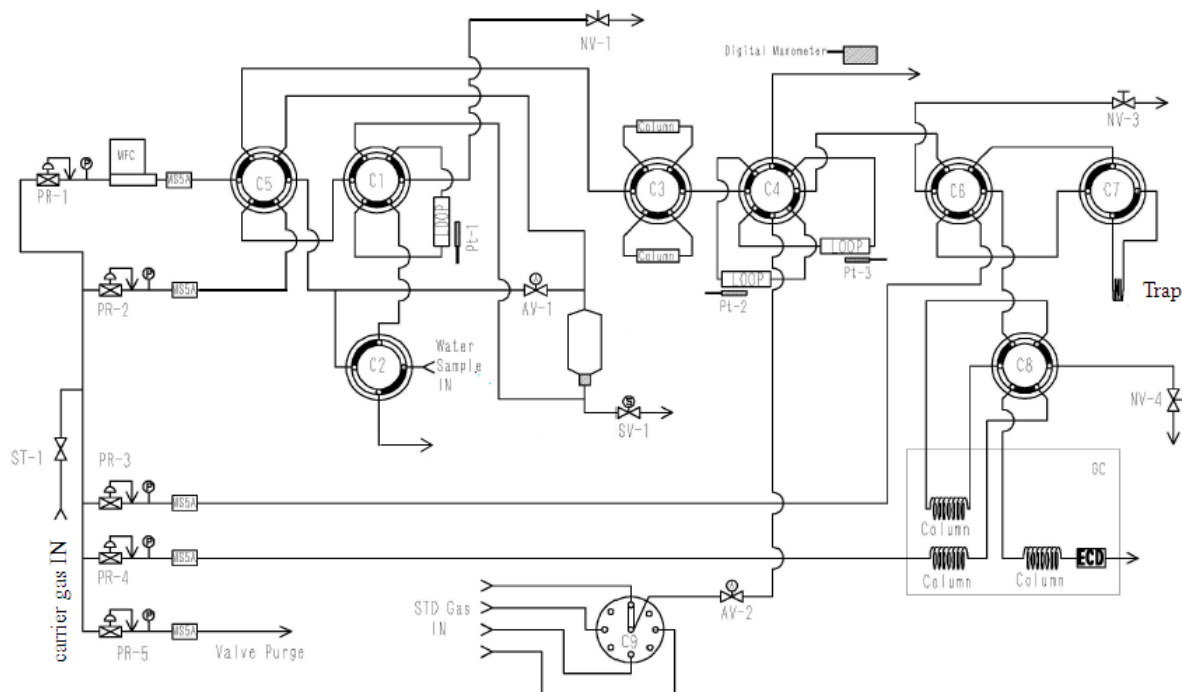 NV-1
Digital Manometer
NV-3
MFC
P
PR-1
MS5A
C5
C1
LOOP
Pt-1
Column
C3
Column
C4
LOOP
Pt-3
LOOP
Pt-2
C6
C7
Trap
P
PR-2
MS5A
AV-1
C2
Water
Sample
IN
S
SV-1
C8
NV-4
ST-1
PR-3
P
MS5A
GC
Column
carrier gas IN
P
PR-4
MS5A
Column
Column
ECD
P
PR-5
MS5A
Valve Purge
STD Gas
IN
C9
AV-2